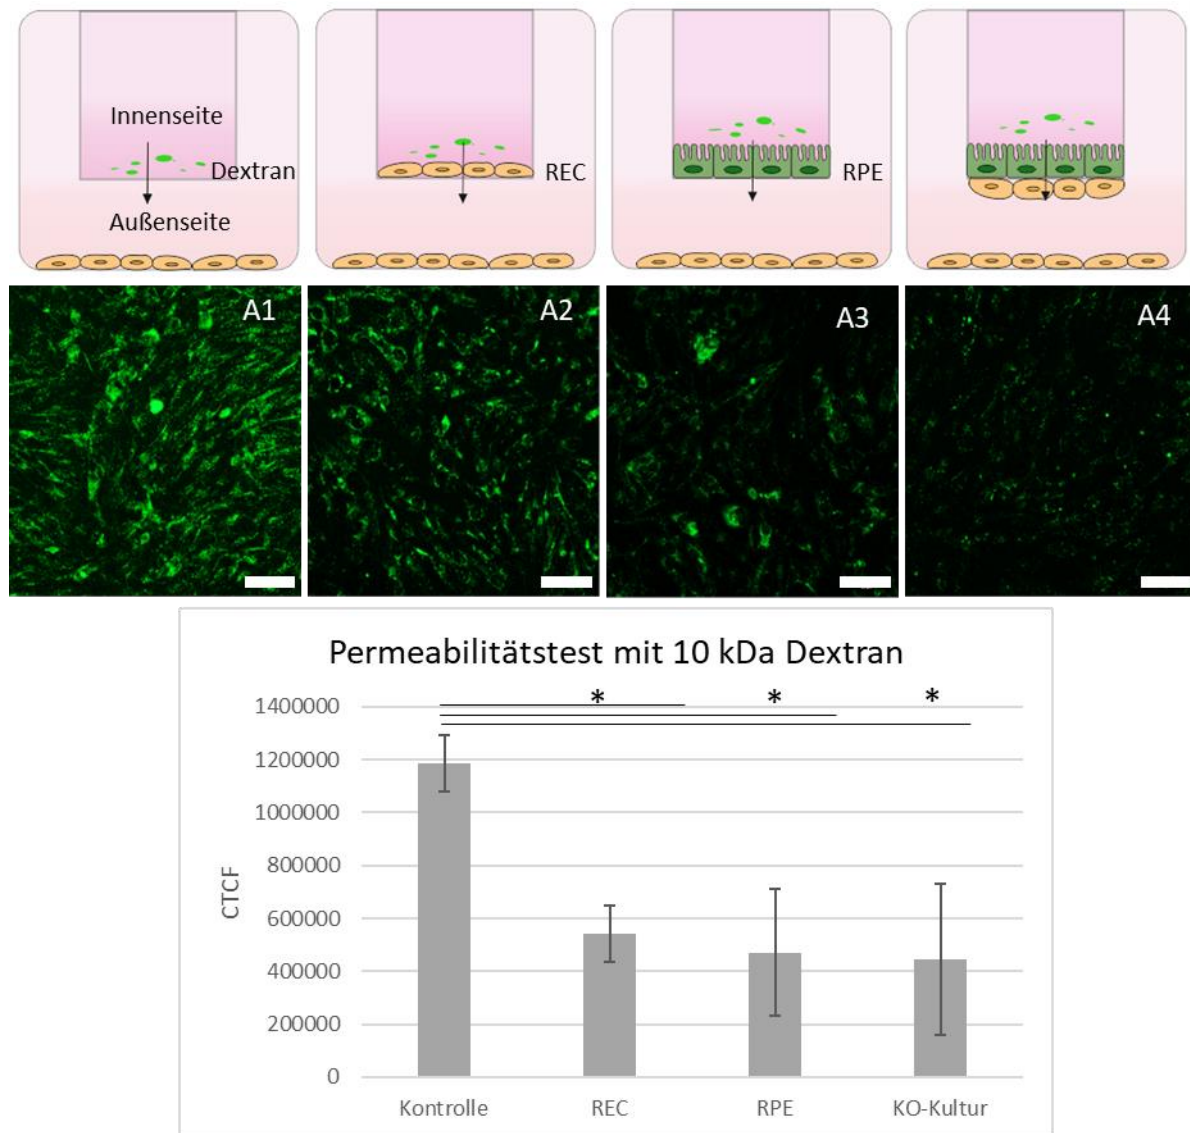 Innenseite
Dextran
Außenseite
REC
RPE
A1
A2
A3
A4
Permeabilitätstest mit 10 kDa Dextran
CTCF
1400000
1200000
1000000
800000
600000
400000
200000
0
* * *
Kontrolle REC RPE KO-Kultur